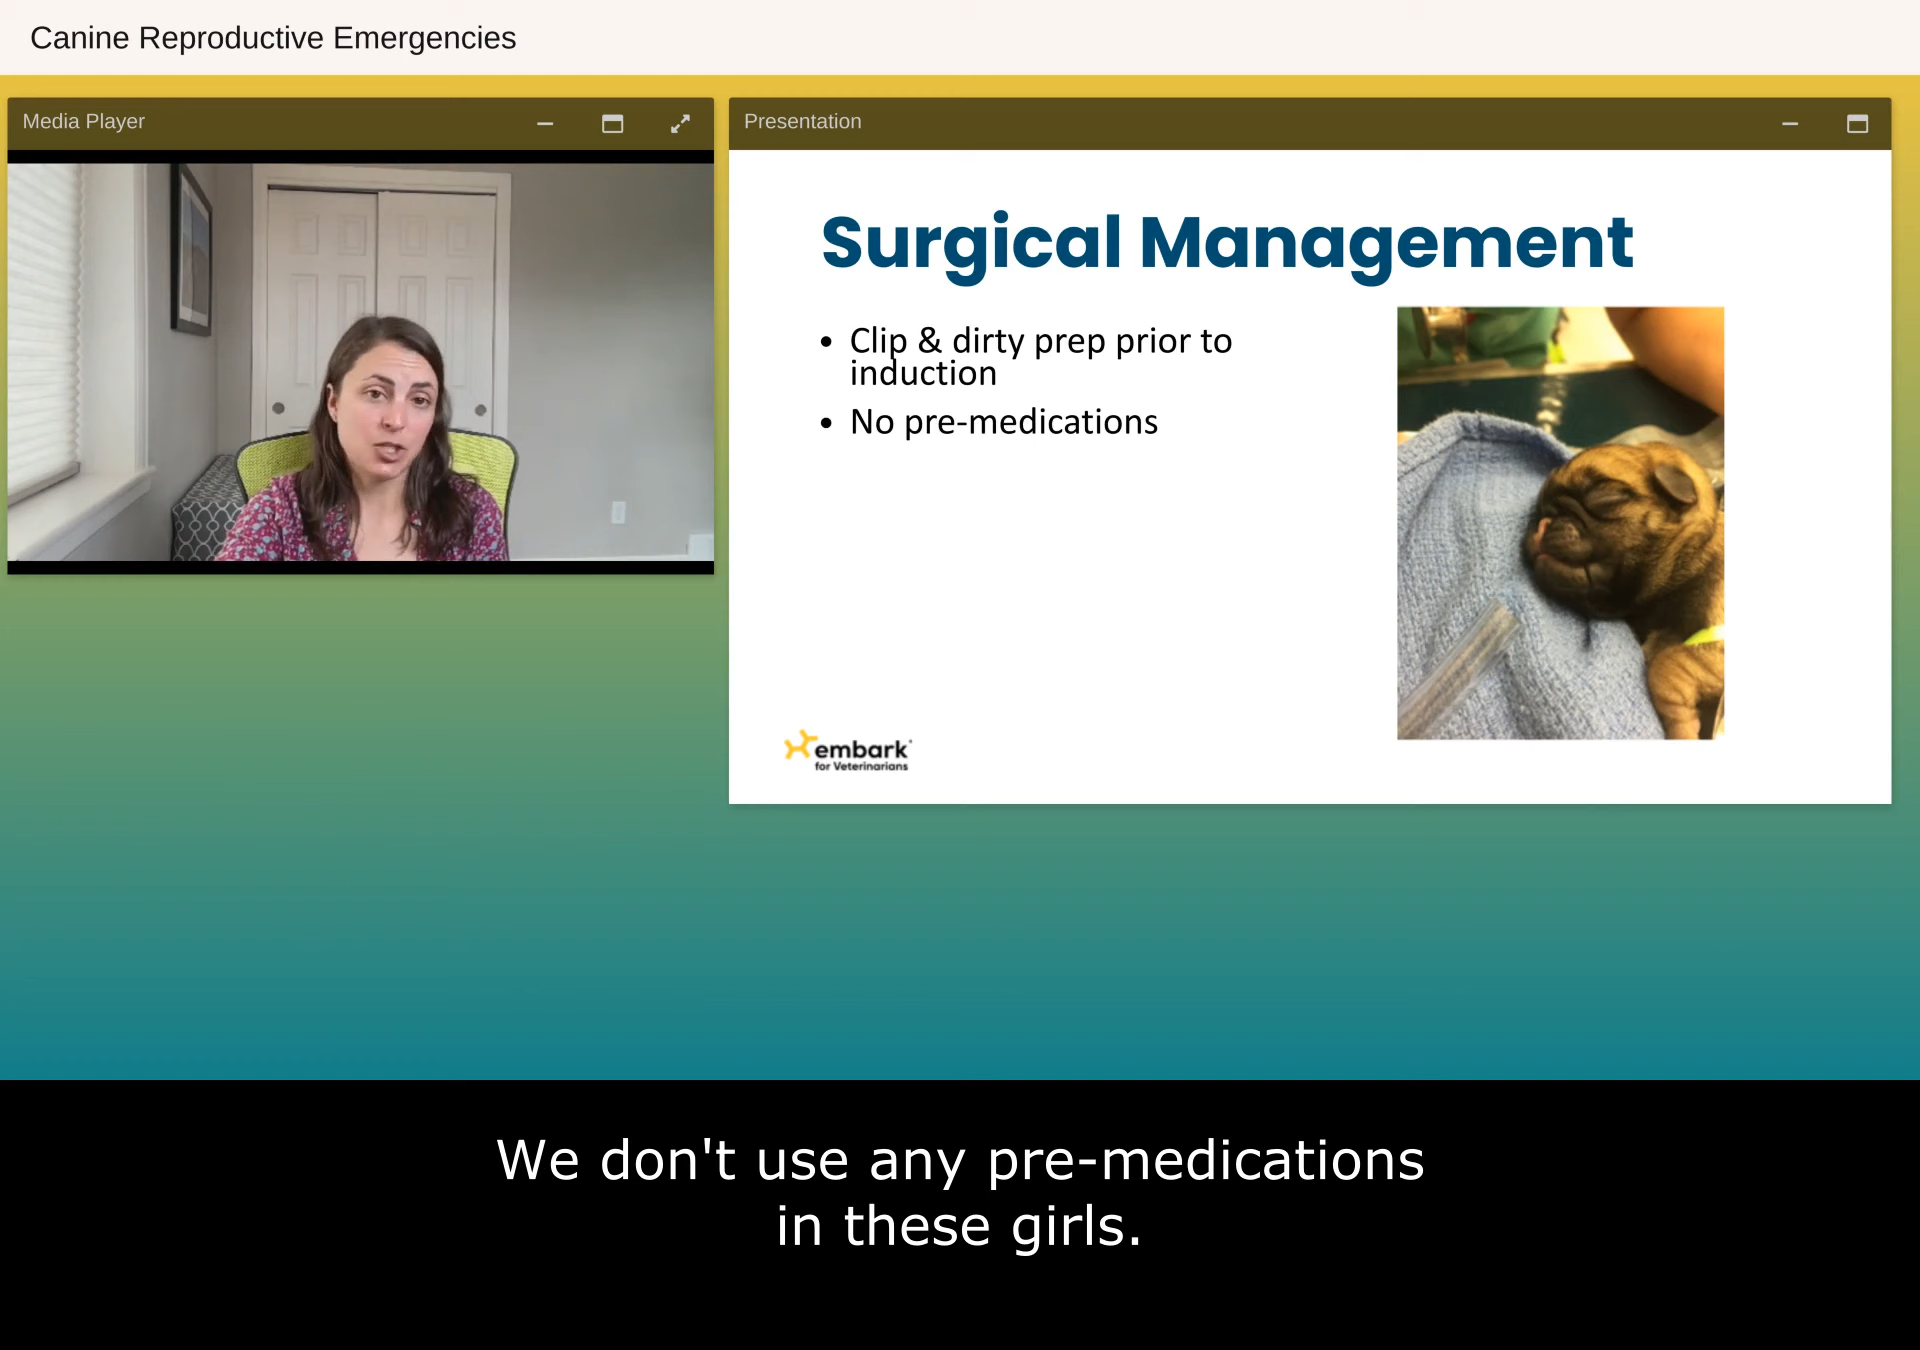 Canine Reproductive Emergencies
Media Player
Presentation
Surgical Management
• Clip & dirty prep prior to
induction
• No pre-medications
embark
for Veterinarians
We don't use any pre-medications
in these girls.